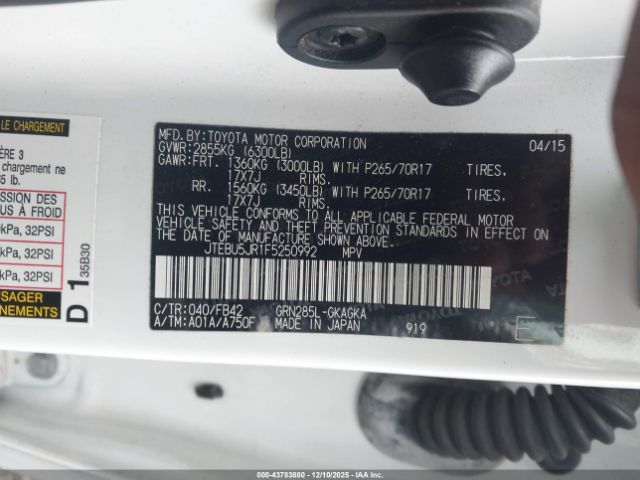 LE CHARGEMENT
ÈRE 3
chargement ne
5 lb.
SSION DES
US À FROID
kPa, 32PSI
kPa, 32PSI
SAGER
NEMENTS
D 1 35B30
MFD.BY:TOYOTA MOTOR CORPORATION 04/15
GVWR:2855KG (6300LB)
GAWR:FRT. 1360KG (3000LB) WITH P265/70R17 TIRES.
17X7J RIMS.
RR. 1560KG (3450LB) WITH P265/70R17 TIRES.
17X7J RIMS.
THIS VEHICLE CONFORMS TO ALL APPLICABLE FEDERAL MOTOR
VEHICLE SAFETY AND THEFT PREVENTION STANDARDS IN EFFECT
ON THE DATE OF MANUFACTURE SHOWN ABOVE.
JTEBU5JR1F5250992 MPV
C/TR:040/FB42 GRN285L-GKAGKA
A/TM:A01A/A750F MADE IN JAPAN 919
E
000-43783880 - 12/10/2025 - IAAI CA